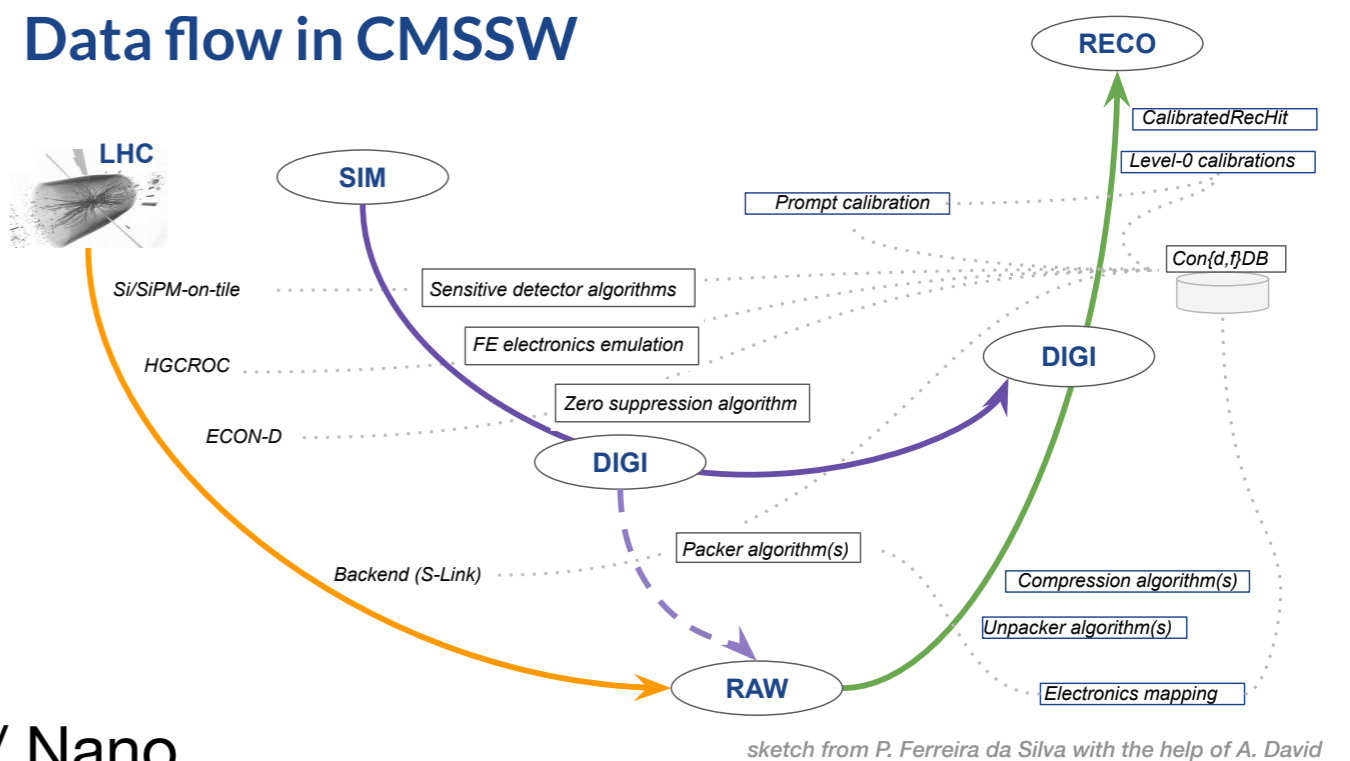 Data flow in CMSSW
RECO
CalibratedRecHit
LHC
Level-0 calibrations
SIM
Prompt calibration
Con{d,f}DB
Si/SiPM-on-tile
Sensitive detector algorithms
FE electronics emulation
HGCROC
DIGI
Zero suppression algorithm
ECON-D
DIGI
Packer algorithm(s)
Backend (S-Link)
Compression algorithm(s)
Unpacker algorithm(s)
RAW
Electronics mapping
/ Nano
sketch from P. Ferreira da Silva with the help of A. David